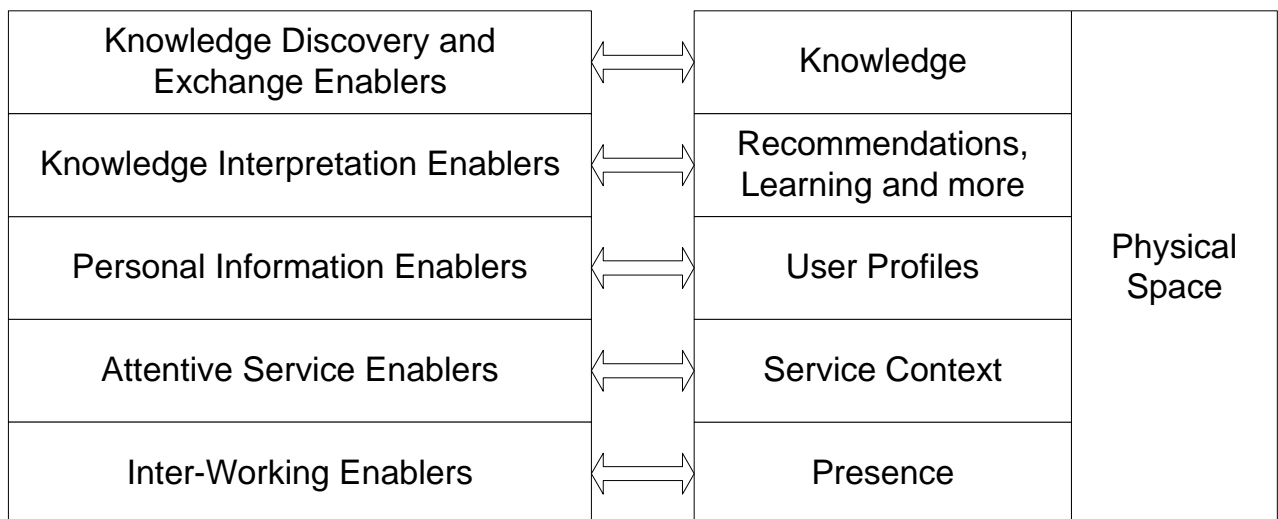 Knowledge Discovery and
Exchange Enablers
Knowledge
Knowledge Interpretation Enablers
Recommendations,
Learning and more
Personal Information Enablers
User Profiles
Physical
Space
Attentive Service Enablers
Service Context
Inter-Working Enablers
Presence